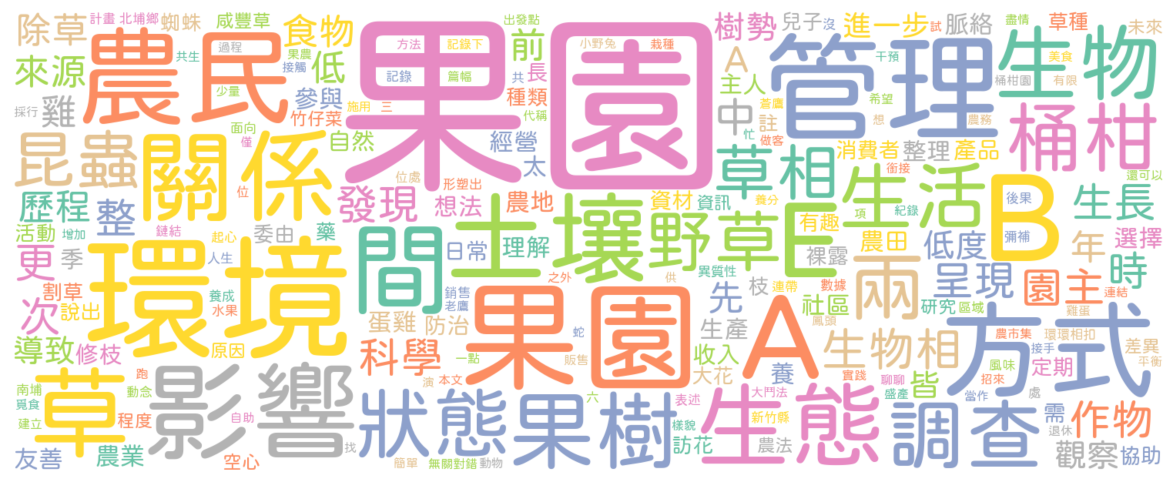 果園
農民
管理
生物
環境
關係
影響
果園A
土壤
方式
桶柑
生態
調查
狀態
果樹
草
間
野草
E
生活
B
兩
昆蟲
草相
生物相
除草
蜘蛛
計畫
北埔鄉
咸豐草
食物
來源
共生
過程
果農
接觸
少量
低
雞
採行
參與
竹仔菜
面向
僅
自然
歷程
整
活動
增加
鏈結
位
委由
藥
更
季
起心
人生
割草
次
說出
養成
水果
導致
修枝
原因
南埔
覓食
跑
動念
建立
程度
自助
友善
農業
空心
找
方法
記錄下
記錄
篇幅
施用
三
出發點
前
共
長
種類
代稱
小野兔
栽種
經營
太
位處
形塑出
發現
想法
農地
資材
資訊
養分
日常
理解
之外
異質性
供
連帶
銷售
老鷹
蛋雞
防治
科學
一點
蛇
販售
滴
本文
六
表述
樣貌
簡單
無關對錯
動物
訪花
收入
大花
先
枝
生產
鳳頭
社區
數據
裸露
有趣
養
實踐
大鬥法
新竹縣
農法
樹勢
兒子
沒
進一步
脈絡
試
盡情
草種
未來
A
主人
干預
桶柑園
美食
有限
中
蒼鷹
註
希望
想
農務
忙
做客
消費者
整理
產品
還可以
銜接
項
紀錄
後果
彌補
生長
農田
低度
年
選擇
時
呈現
園主
連結
研究
區域
雞蛋
農市集
環環相扣
差異
平衡
風味
接手
定期
招來
聊聊
盛產
當作
處
皆
需
退休
作物
觀察
協助